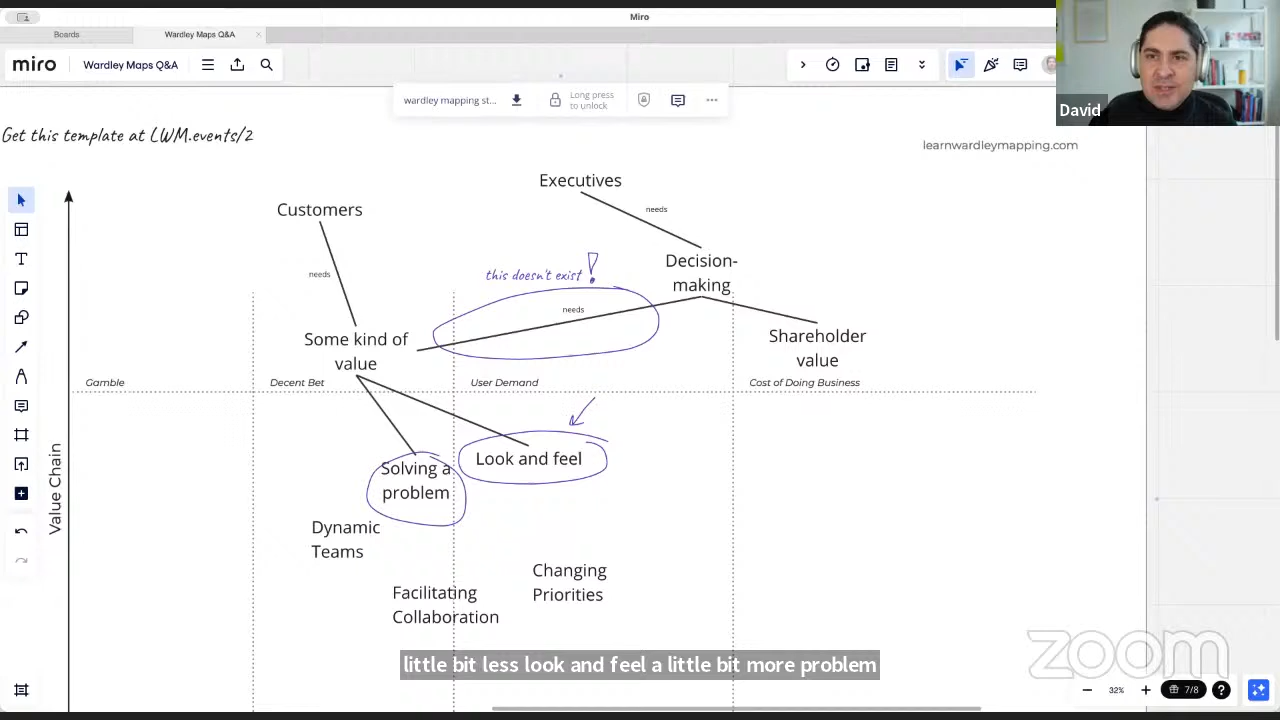 Miro
Boards
Wardley Maps Q&A
miro
Wardley Maps Q&A
wardley mapping st...
Long press
to unlock
David
Get this template at LWM.events/2
learnwardleymapping.com
Executives
Customers
needs
Decision-
making
this doesn't exist!
needs
needs
Some kind of
value
Shareholder
value
Gamble
Decent Bet
User Demand
Cost of Doing Business
Value Chain
Look and feel
Solving a
problem
Dynamic
Teams
Changing
Priorities
Facilitating
Collaboration
little bit less look and feel a little bit more problem
zoom
32%
7/8